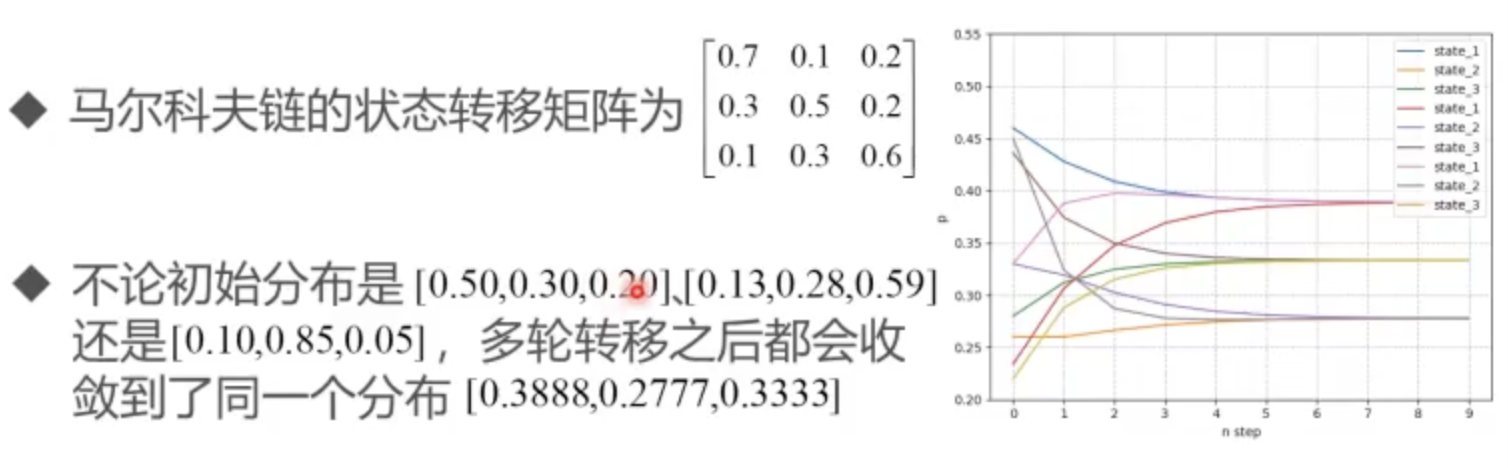 ◆ 马尔科夫链的状态转移矩阵为
0.7 0.1 0.2
0.3 0.5 0.2
0.1 0.3 0.6
◆ 不论初始分布是 [0.50,0.30,0.20]、[0.13,0.28,0.59]
还是[0.10,0.85,0.05]，多轮转移之后都会收
敛到了同一个分布 [0.3888,0.2777,0.3333]
0.55
0.50
0.45
0.40
0.35
0.30
0.25
0.20
p
0 1 2 3 4 5 6 7 8 9
n step
state_1
state_2
state_3
state_1
state_2
state_3
state_1
state_2
state_3